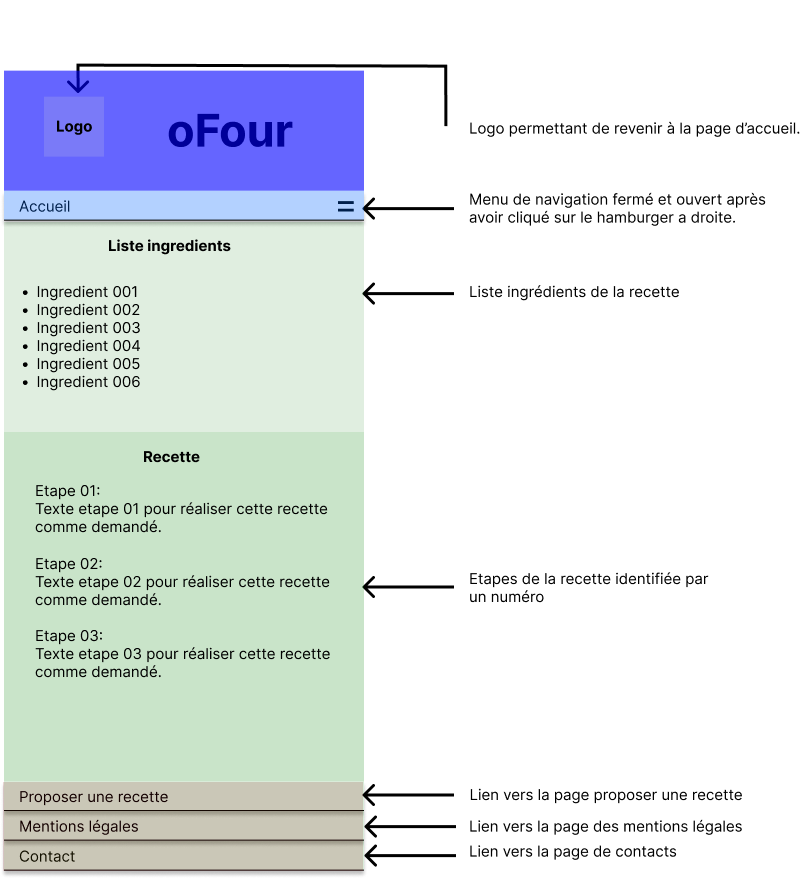 Logo
oFour
Logo permettant de revenir à la page d’accueil.
Accueil
Menu de navigation fermé et ouvert après
avoir cliqué sur le hamburger a droite.
Liste ingredients
Ingredient 001
Ingredient 002
Ingredient 003
Ingredient 004
Ingredient 005
Ingredient 006
Liste ingrédients de la recette
Recette
Etape 01:
Texte etape 01 pour réaliser cette recette
comme demandé.
Etape 02:
Texte etape 02 pour réaliser cette recette
comme demandé.
Etape 03:
Texte etape 03 pour réaliser cette recette
comme demandé.
Etapes de la recette identifiée par
un numéro
Proposer une recette
Lien vers la page proposer une recette
Mentions légales
Lien vers la page des mentions légales
Contact
Lien vers la page de contacts